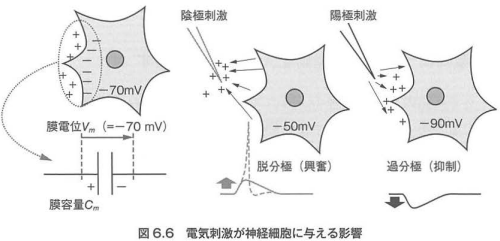 陰極刺激
陽極刺激
−70mV
−50mV
−90mV
膜電位Vm（=−70 mV）
脱分極（興奮）
過分極（抑制）
膜容量Cm
図 6.6 電気刺激が神経細胞に与える影響